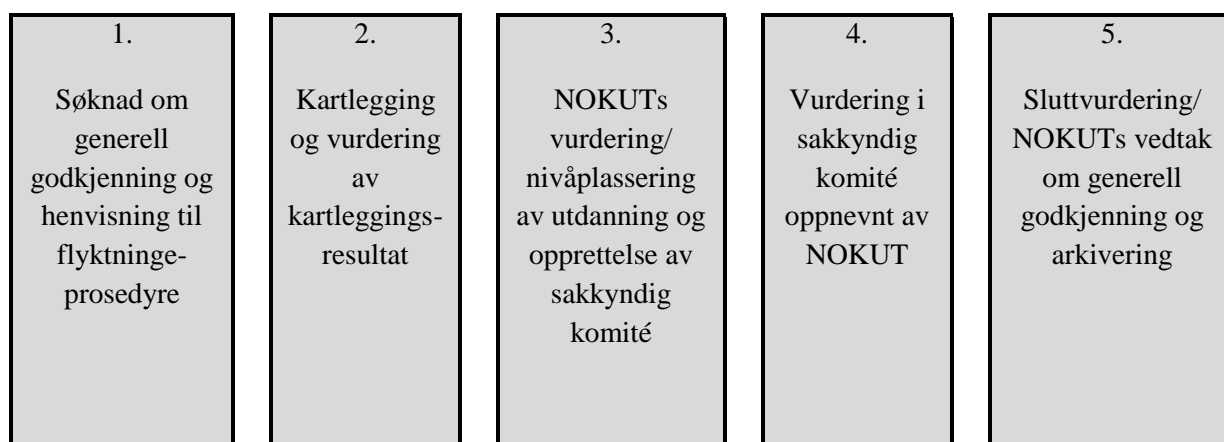 1.
Søknad om
generell
godkjenning og
henvisning til
flyktninge-
prosedyre
2.
Kartlegging
og vurdering
av
kartleggings-
resultat
3.
NOKUTs
vurdering/
nivåplassering
av utdanning og
opprettelse av
sakkyndig
komité
4.
Vurdering i
sakkyndig
komité
oppnevnt av
NOKUT
5.
Sluttvurdering/
NOKUTs vedtak
om generell
godkjenning og
arkivering